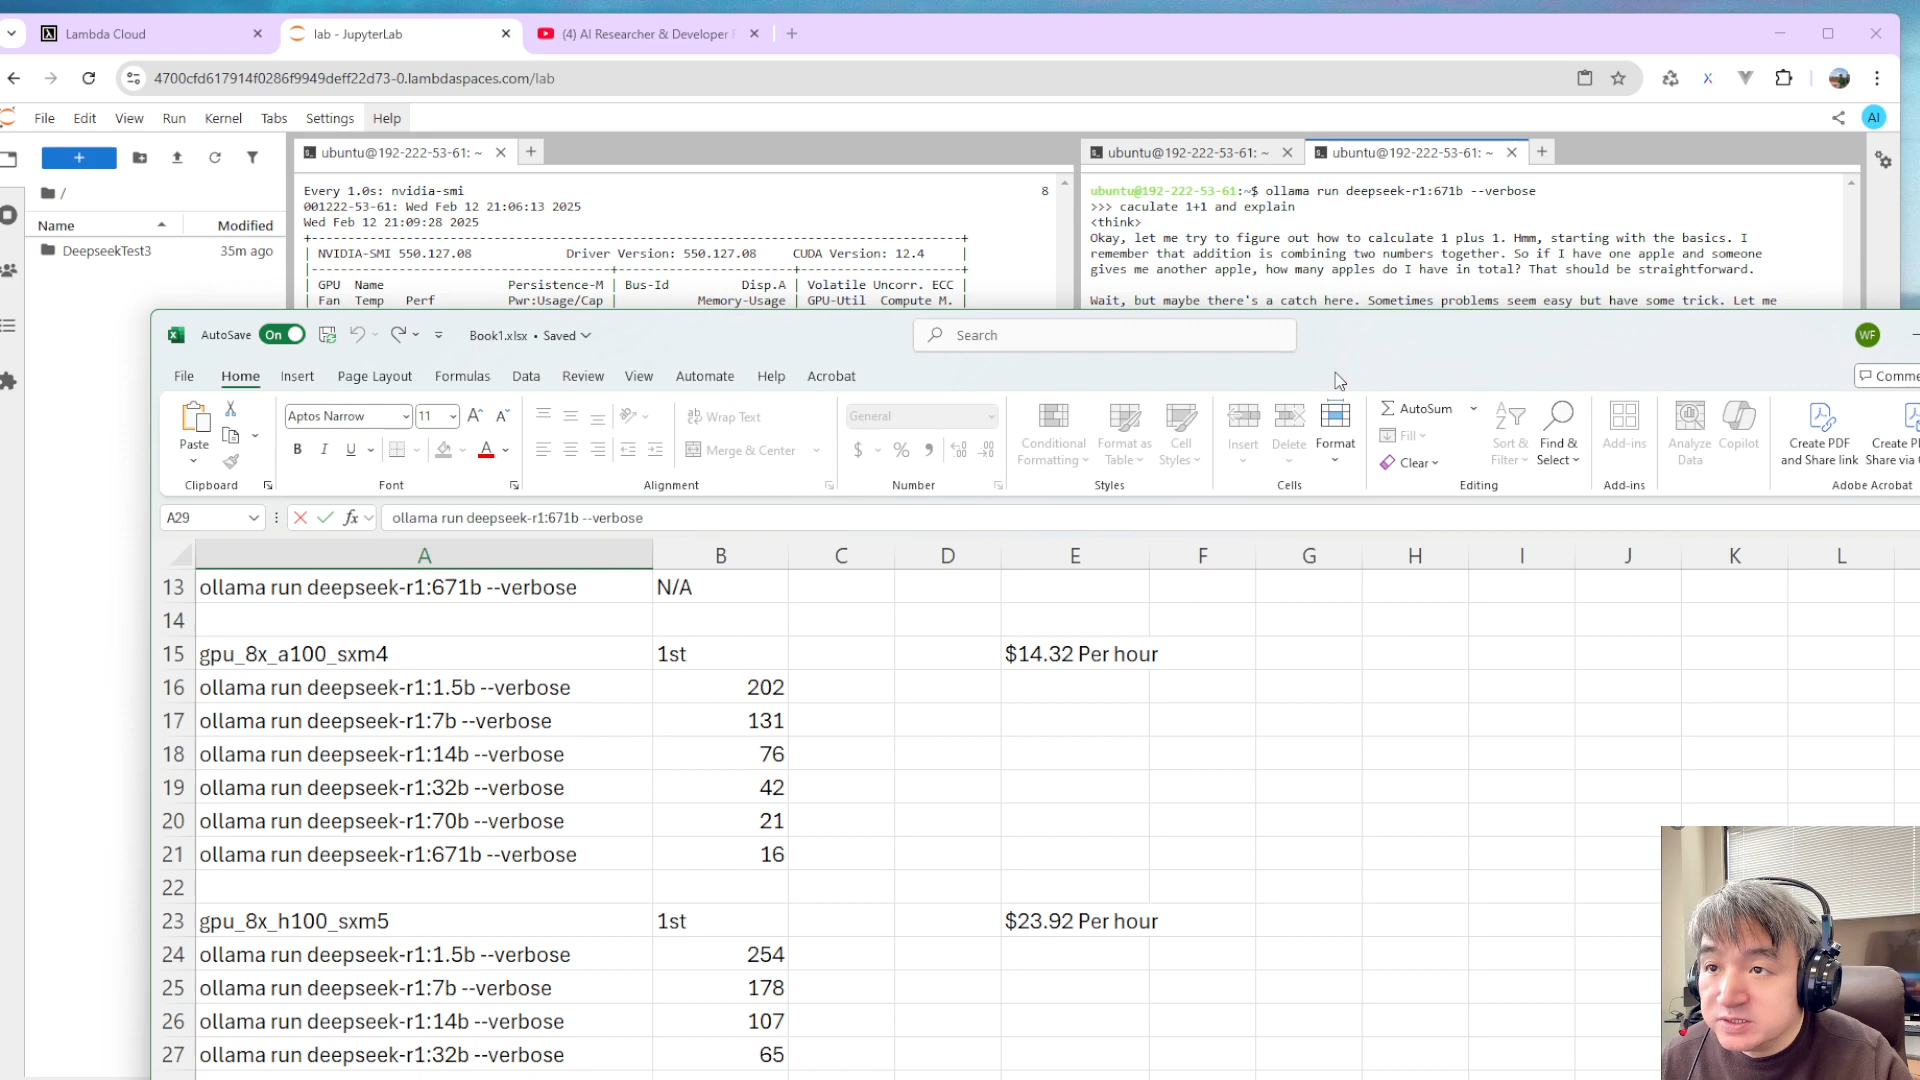 Lambda Cloud
lab - JupyterLab
(4) AI Researcher & Developer
4700cfd617914f0286f9949deff22d73-0.lambdaspaces.com/lab
File Edit View Run Kernel Tabs Settings Help
AI
ubuntu@192-222-53-61: ~
ubuntu@192-222-53-61: ~
ubuntu@192-222-53-61: ~
/
Name Modified
DeepseekTest3 35m ago
Every 1.0s: nvidia-smi 8
001222-53-61: Wed Feb 12 21:06:13 2025
Wed Feb 12 21:09:28 2025
NVIDIA-SMI 550.127.08 Driver Version: 550.127.08 CUDA Version: 12.4
GPU Name Persistence-M | Bus-Id Disp.A | Volatile Uncorr. ECC
Fan Temp Perf Pwr:Usage/Cap | Memory-Usage | GPU-Util Compute M.
ubuntu@192-222-53-61:~$ ollama run deepseek-r1:671b --verbose
>>> caculate 1+1 and explain
<think>
Okay, let me try to figure out how to calculate 1 plus 1. Hmm, starting with the basics. I
remember that addition is combining two numbers together. So if I have one apple and someone
gives me another apple, how many apples do I have in total? That should be straightforward.
Wait, but maybe there's a catch here. Sometimes problems seem easy but have some trick. Let me
AutoSave On Book1.xlsx • Saved Search WF
File Home Insert Page Layout Formulas Data Review View Automate Help Acrobat
Paste
Clipboard
Aptos Narrow 11
B I U
Font
Wrap Text
Merge & Center
Alignment
General
$ % 9
Number
Conditional Formatting
Format as Table
Cell Styles
Styles
Insert
Delete
Format
Cells
AutoSum
Fill
Clear
Sort & Filter
Find & Select
Editing
Add-ins
Add-ins
Analyze Data
Copilot
Create PDF and Share link
Share via
Adobe Acrobat
A29 fx ollama run deepseek-r1:671b --verbose
A B C D E F G H I J K L
13 ollama run deepseek-r1:671b --verbose N/A
14
15 gpu_8x_a100_sxm4 1st $14.32 Per hour
16 ollama run deepseek-r1:1.5b --verbose 202
17 ollama run deepseek-r1:7b --verbose 131
18 ollama run deepseek-r1:14b --verbose 76
19 ollama run deepseek-r1:32b --verbose 42
20 ollama run deepseek-r1:70b --verbose 21
21 ollama run deepseek-r1:671b --verbose 16
22
23 gpu_8x_h100_sxm5 1st $23.92 Per hour
24 ollama run deepseek-r1:1.5b --verbose 254
25 ollama run deepseek-r1:7b --verbose 178
26 ollama run deepseek-r1:14b --verbose 107
27 ollama run deepseek-r1:32b --verbose 65